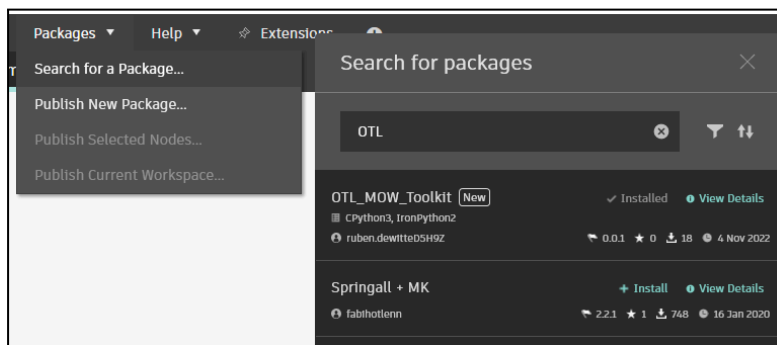 Packages ▼ Help ▼ Extensions
Search for a Package...
Publish New Package...
Publish Selected Nodes...
Publish Current Workspace...
Search for packages
OTL
OTL_MOW_Toolkit New ✓ Installed View Details
CPython3, IronPython2
ruben.dewitteD5H9Z 0.0.1 ★ 0 18 4 Nov 2022
Springall + MK + Install View Details
fabihotlenn 2.2.1 ★ 1 748 16 Jan 2020